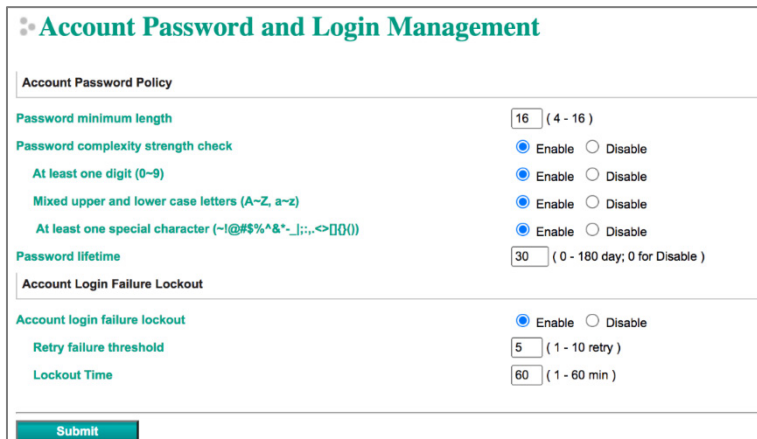 Account Password and Login Management
Account Password Policy
Password minimum length 16 ( 4 - 16 )
Password complexity strength check Enable Disable
At least one digit (0~9) Enable Disable
Mixed upper and lower case letters (A~Z, a~z) Enable Disable
At least one special character (~!@#$%^&*-_|;:,.<>[]{}()) Enable Disable
Password lifetime 30 ( 0 - 180 day; 0 for Disable )
Account Login Failure Lockout
Account login failure lockout Enable Disable
Retry failure threshold 5 ( 1 - 10 retry )
Lockout Time 60 ( 1 - 60 min )
Submit